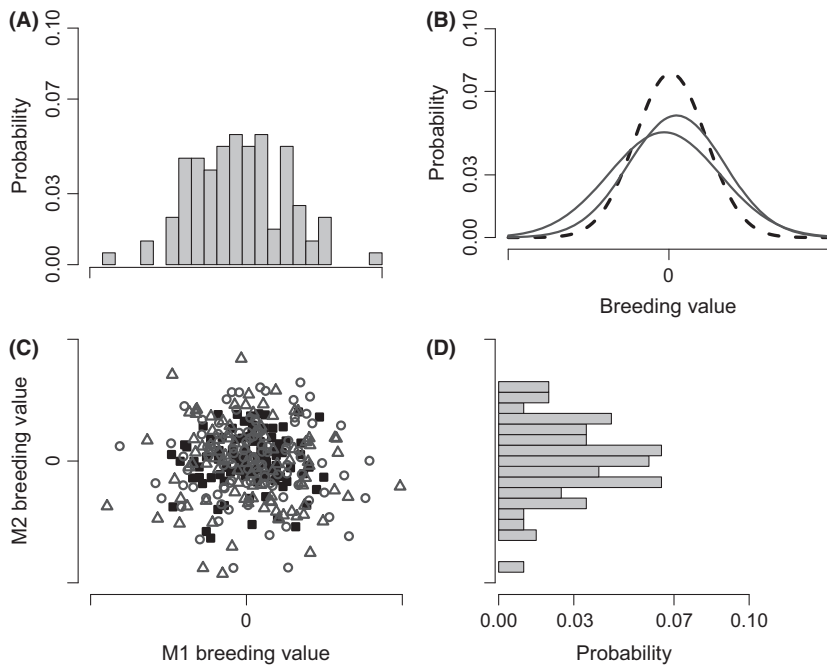 (A)
Probability
0.10
0.07
0.03
0.00
(B)
Probability
0.10
0.07
0.03
0.00
0
Breeding value
(C)
M2 breeding value
0
0
M1 breeding value
(D)
0.00 0.03 0.07 0.10
Probability